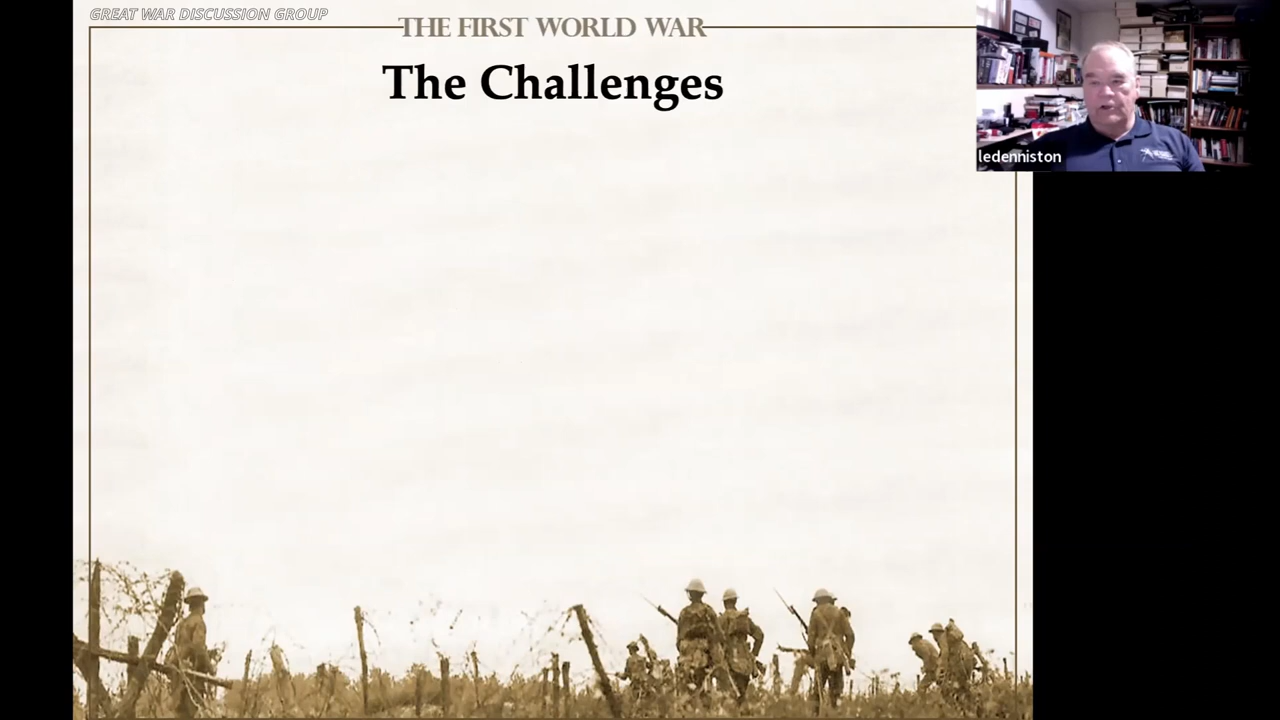 GREAT WAR DISCUSSION GROUP
THE FIRST WORLD WAR
The Challenges
ledenniston